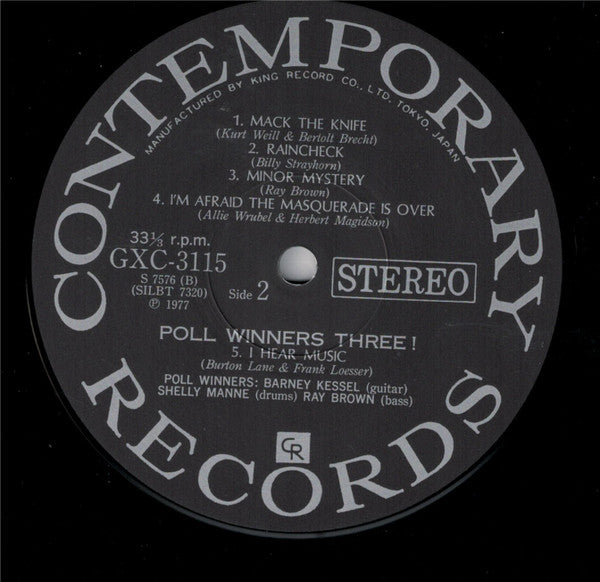 CONTEMPORARY
MANUFACTURED BY KING RECORD CO., LTD. TOKYO, JAPAN
1. MACK THE KNIFE
(Kurt Weill & Bertolt Brecht)
2. RAINCHECK
(Billy Strayhorn)
3. MINOR MYSTERY
(Ray Brown)
4. I'M AFRAID THE MASQUERADE IS OVER
(Allie Wrubel & Herbert Magidson)
33⅓ r.p.m.
GXC-3115
S 7576 (B)
(SILBT 7320)
℗ 1977
Side 2
STEREO
POLL WINNERS THREE!
5. I HEAR MUSIC
(Burton Lane & Frank Loesser)
POLL WINNERS: BARNEY KESSEL (guitar)
SHELLY MANNE (drums) RAY BROWN (bass)
CR
RECORDS